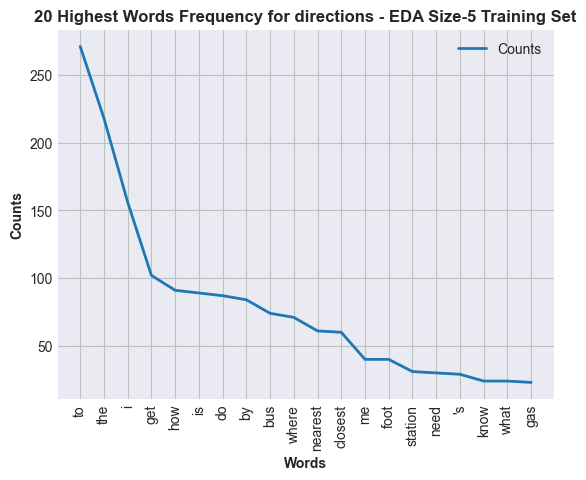 20 Highest Words Frequency for directions - EDA Size-5 Training Set
Counts
250
200
150
100
50
Counts
to
the
i
get
how
is
do
by
bus
where
nearest
closest
me
foot
station
need
's
know
what
gas
Words